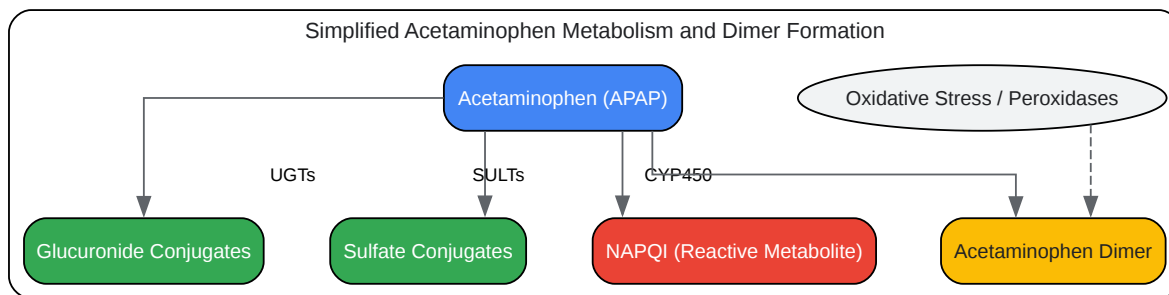 Simplified Acetaminophen Metabolism and Dimer Formation
Acetaminophen (APAP)
Oxidative Stress / Peroxidases
UGTs
SULTs
CYP450
Glucuronide Conjugates
Sulfate Conjugates
NAPQI (Reactive Metabolite)
Acetaminophen Dimer